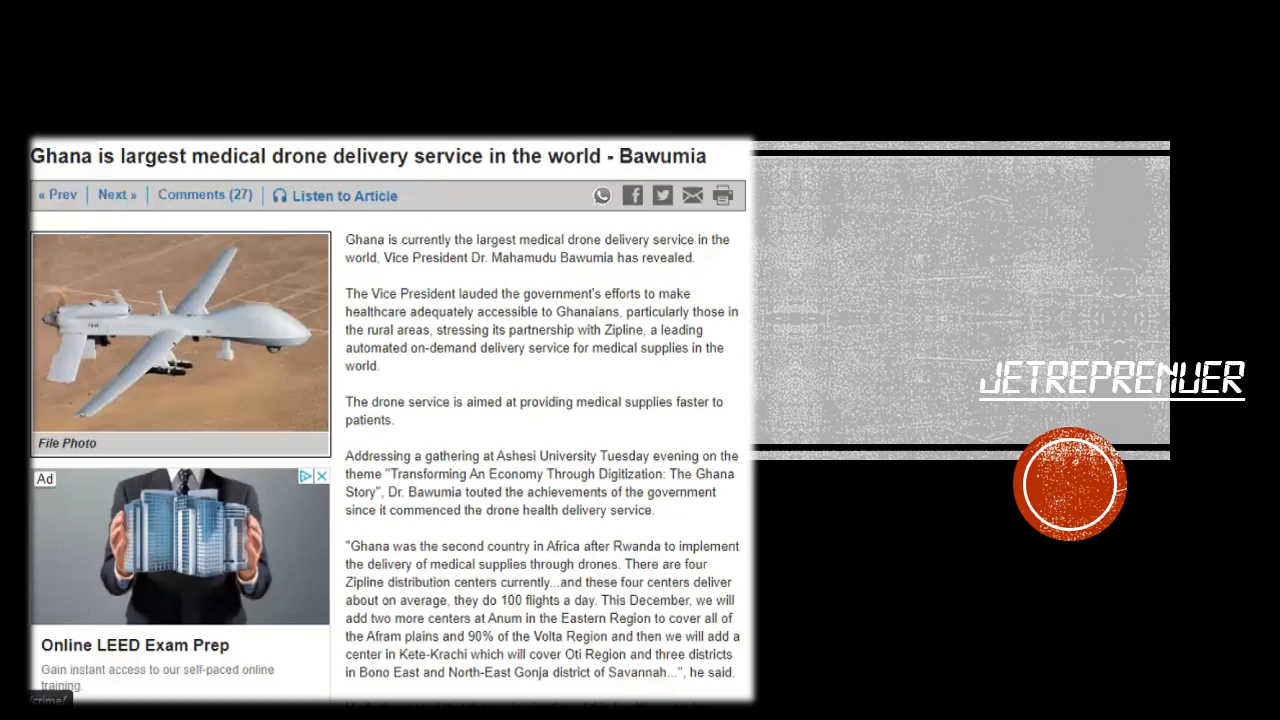 Ghana is largest medical drone delivery service in the world - Bawumia
« Prev
Next »
Comments (27)
Listen to Article
Ghana is currently the largest medical drone delivery service in the
world, Vice President Dr. Mahamudu Bawumia has revealed.
The Vice President lauded the government's efforts to make
healthcare adequately accessible to Ghanaians, particularly those in
the rural areas, stressing its partnership with Zipline, a leading
automated on-demand delivery service for medical supplies in the
world.
The drone service is aimed at providing medical supplies faster to
patients.
Addressing a gathering at Ashesi University Tuesday evening on the
theme "Transforming An Economy Through Digitization: The Ghana
Story", Dr. Bawumia touted the achievements of the government
since it commenced the drone health delivery service.
"Ghana was the second country in Africa after Rwanda to implement
the delivery of medical supplies through drones. There are four
Zipline distribution centers currently...and these four centers deliver
about on average, they do 100 flights a day. This December, we will
add two more centers at Anum in the Eastern Region to cover all of
the Afram plains and 90% of the Volta Region and then we will add a
center in Kete-Krachi which will cover Oti Region and three districts
in Bono East and North-East Gonja district of Savannah...", he said.
File Photo
Ad
Online LEED Exam Prep
Gain instant access to our self-paced online
training.
/crime/
JETREPRENUER